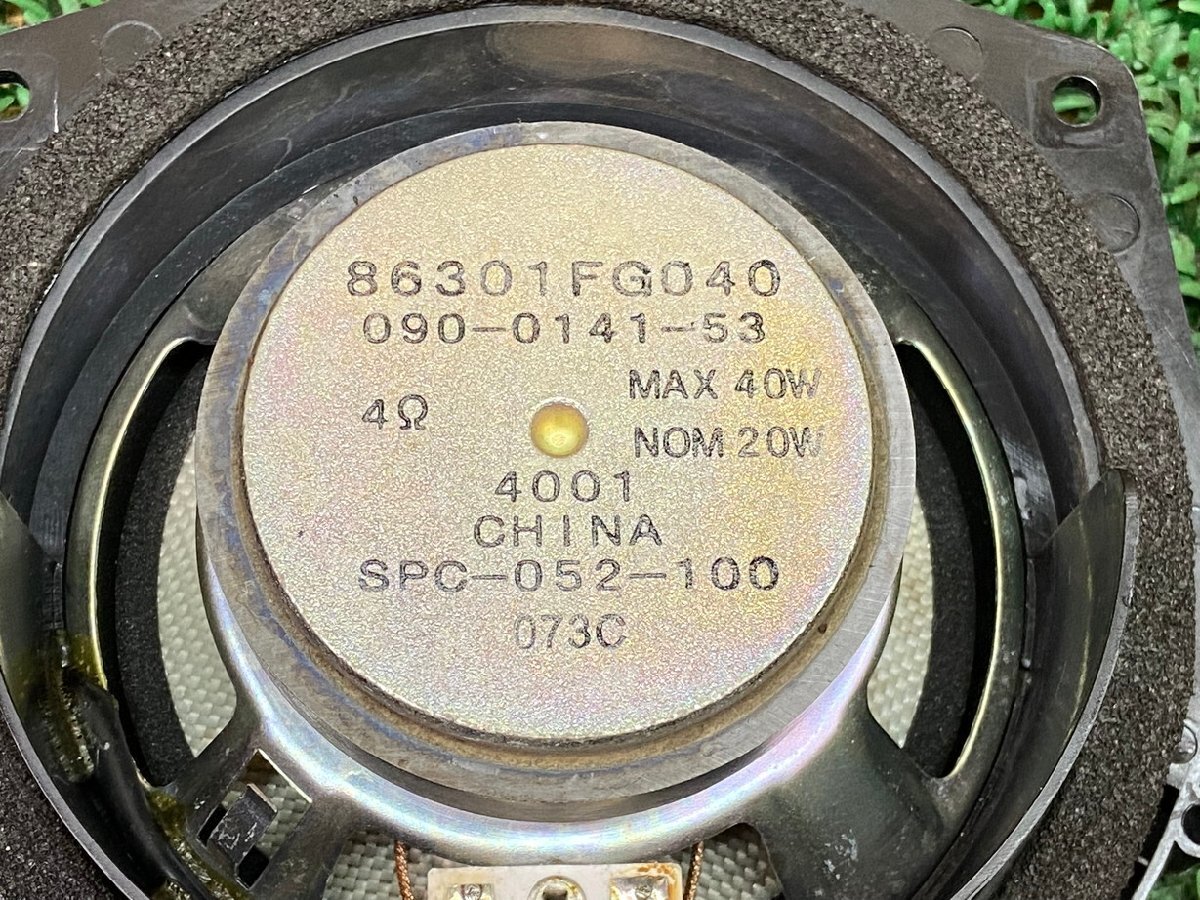 86301FG040
090-0141-53
4Ω
MAX 40W
NOM 20W
4001
CHINA
SPC-052-100
073C